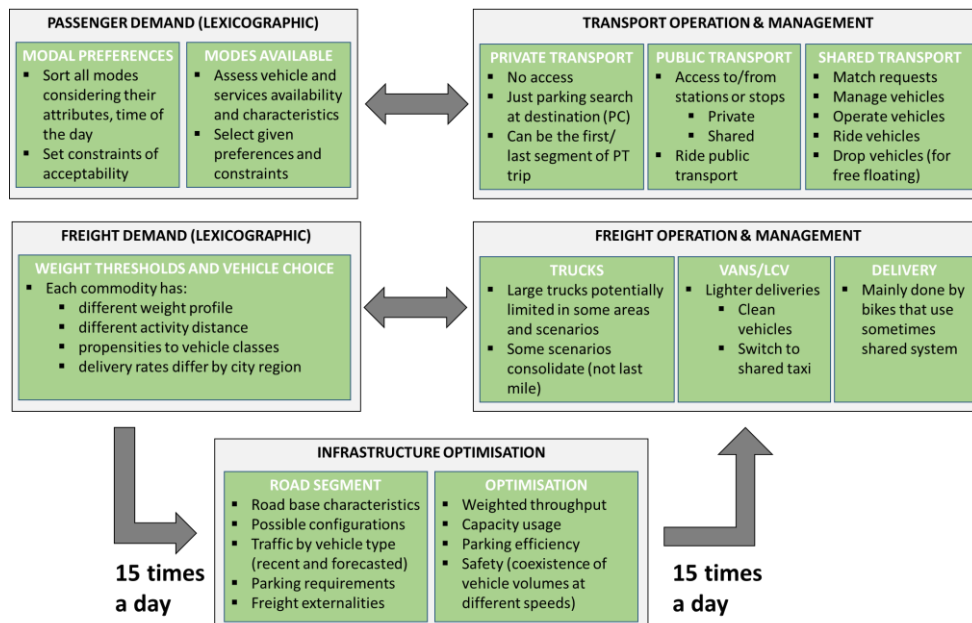 PASSENGER DEMAND (LEXICOGRAPHIC)
MODAL PREFERENCES
▪ Sort all modes
considering their
attributes, time of
the day
▪ Set constraints of
acceptability
MODES AVAILABLE
▪ Assess vehicle and
services availability
and characteristics
▪ Select given
preferences and
constraints
TRANSPORT OPERATION & MANAGEMENT
PRIVATE TRANSPORT
▪ No access
▪ Just parking search
at destination (PC)
▪ Can be the first/
last segment of PT
trip
PUBLIC TRANSPORT
▪ Access to/from
stations or stops
▪ Private
▪ Shared
▪ Ride public
transport
SHARED TRANSPORT
▪ Match requests
▪ Manage vehicles
▪ Operate vehicles
▪ Ride vehicles
▪ Drop vehicles (for
free floating)
FREIGHT DEMAND (LEXICOGRAPHIC)
WEIGHT THRESHOLDS AND VEHICLE CHOICE
▪ Each commodity has:
▪ different weight profile
▪ different activity distance
▪ propensities to vehicle classes
▪ delivery rates differ by city region
FREIGHT OPERATION & MANAGEMENT
TRUCKS
▪ Large trucks potentially
limited in some areas
and scenarios
▪ Some scenarios
consolidate (not last
mile)
VANS/LCV
▪ Lighter deliveries
▪ Clean
vehicles
▪ Switch to
shared taxi
DELIVERY
▪ Mainly done by
bikes that use
sometimes
shared system
INFRASTRUCTURE OPTIMISATION
ROAD SEGMENT
▪ Road base characteristics
▪ Possible configurations
▪ Traffic by vehicle type
(recent and forecasted)
▪ Parking requirements
▪ Freight externalities
OPTIMISATION
▪ Weighted throughput
▪ Capacity usage
▪ Parking efficiency
▪ Safety (coexistence of
vehicle volumes at
different speeds)
15 times
a day
15 times
a day